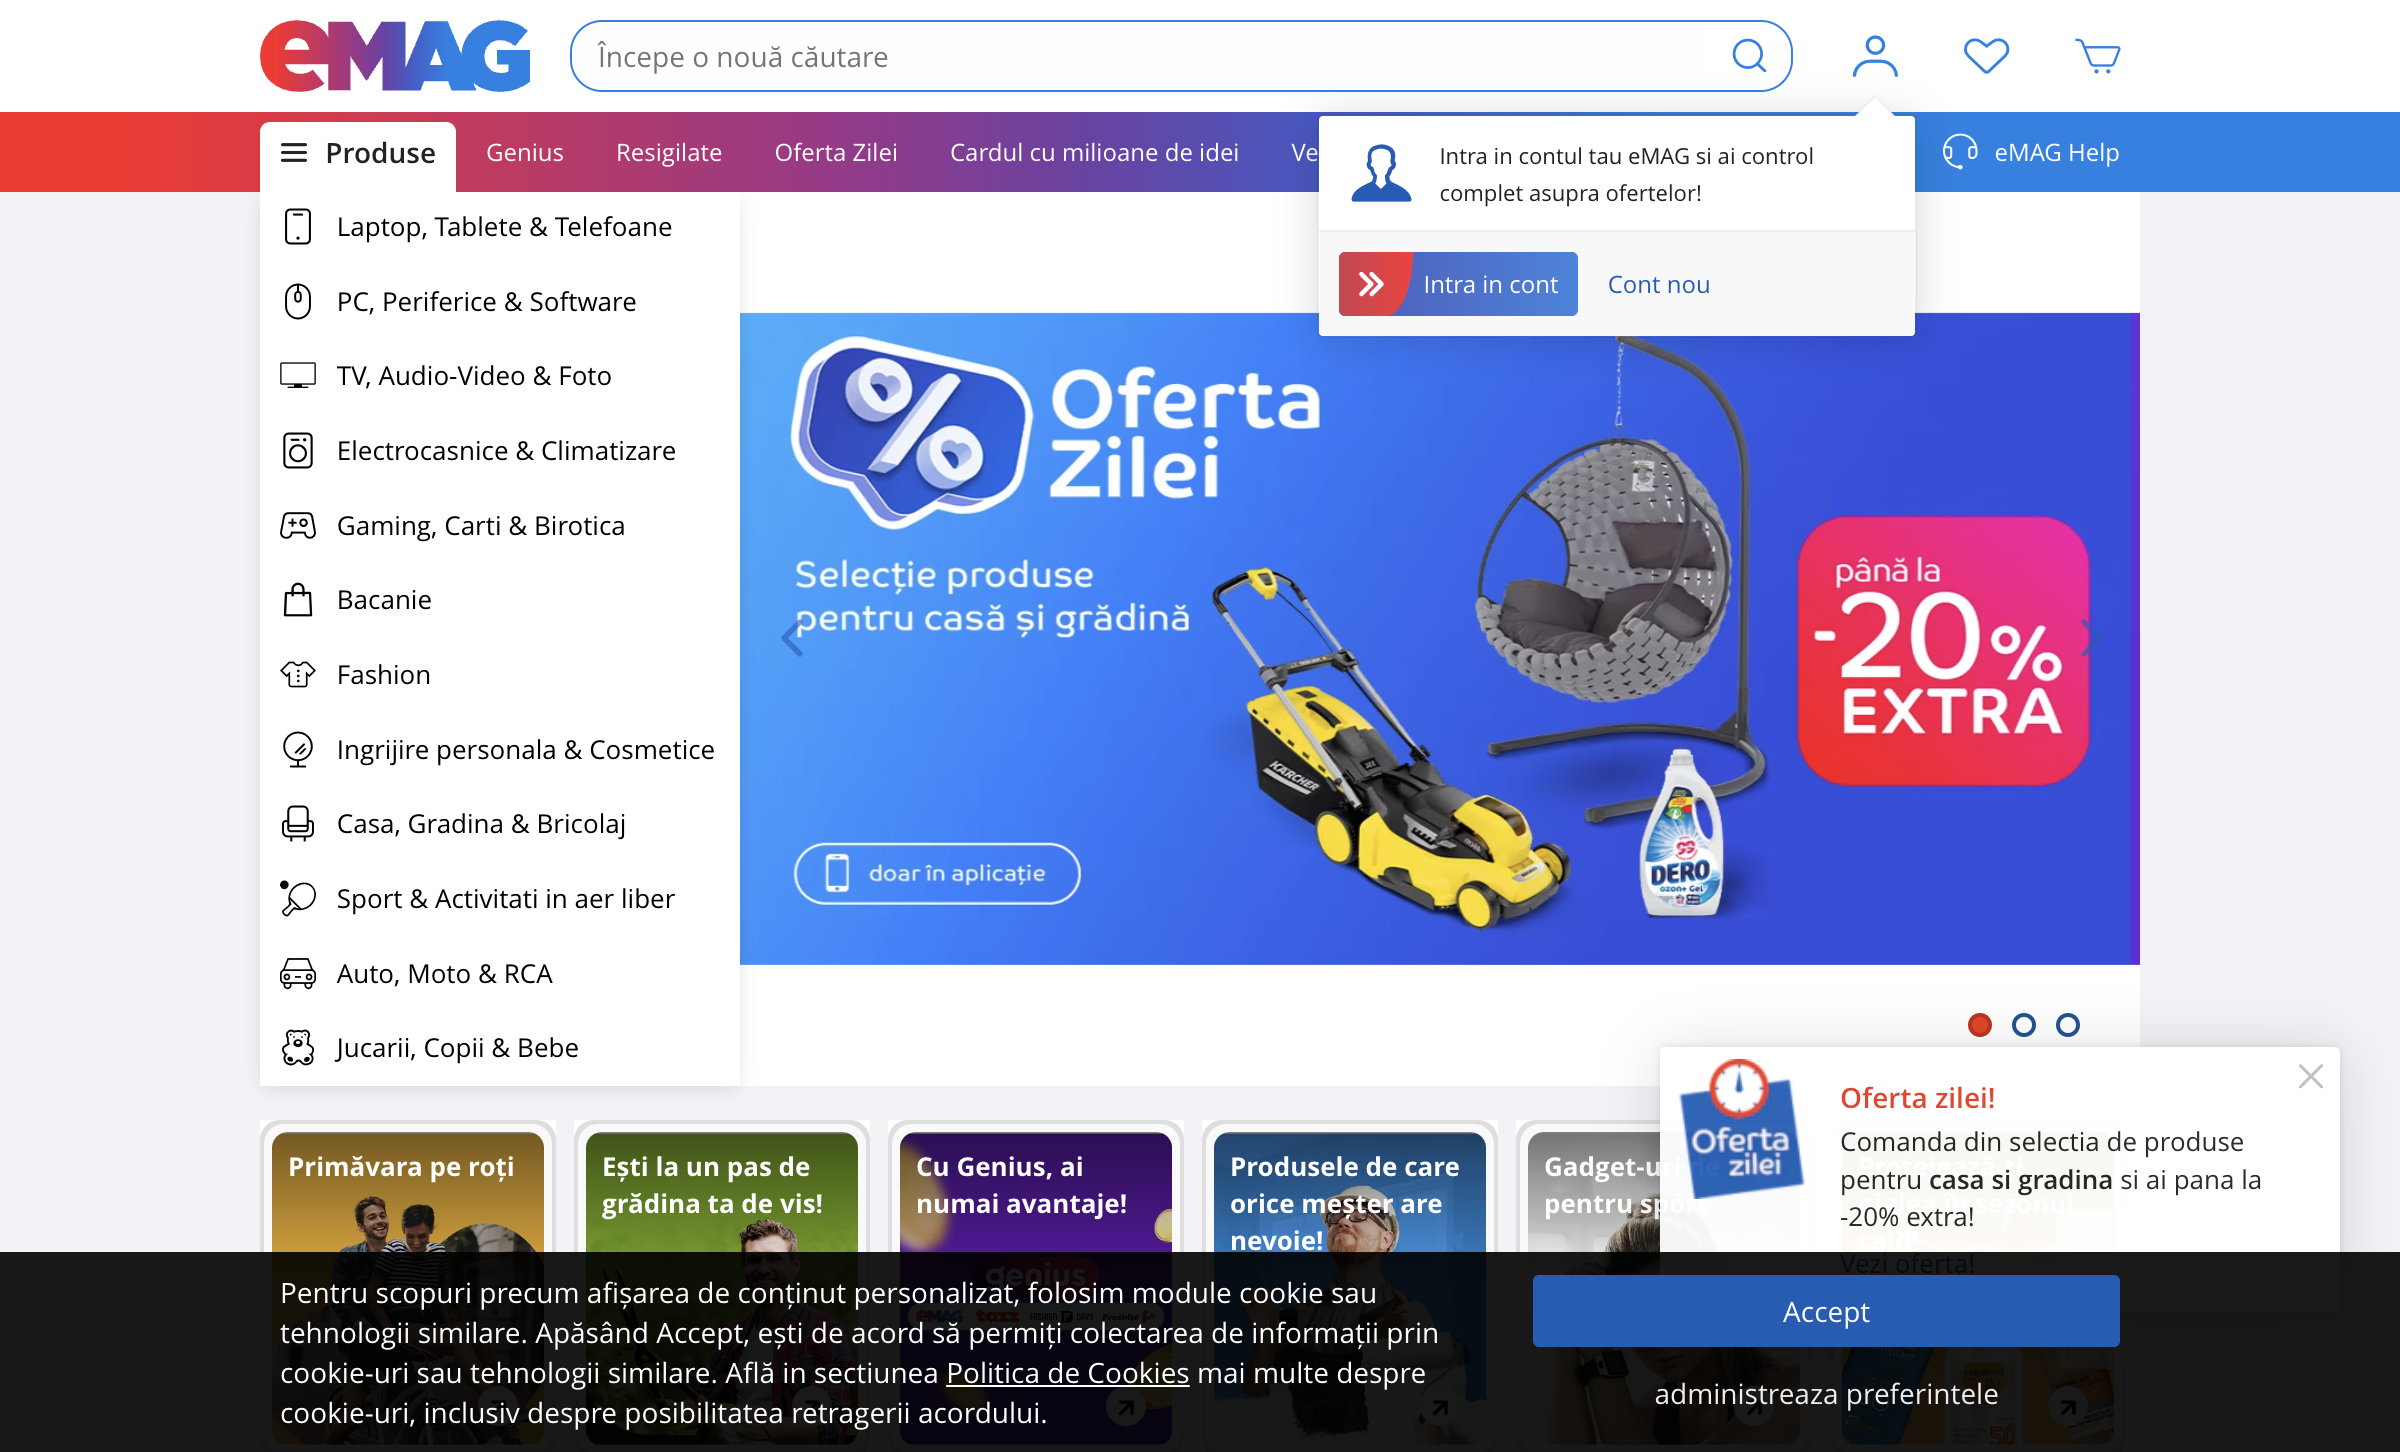 eMAG
Începe o nouă căutare
Produse
Genius
Resigilate
Oferta Zilei
Cardul cu milioane de idei
eMAG Help
Intra in contul tau eMAG si ai control
complet asupra ofertelor!
Intra in cont
Cont nou
Laptop, Tablete & Telefoane
PC, Periferice & Software
TV, Audio-Video & Foto
Electrocasnice & Climatizare
Gaming, Carti & Birotica
Bacanie
Fashion
Ingrijire personala & Cosmetice
Casa, Gradina & Bricolaj
Sport & Activitati in aer liber
Auto, Moto & RCA
Jucarii, Copii & Bebe
Oferta
Zilei
Selecție produse
pentru casă și grădină
doar în aplicație
KARCHER
DERO
ozon+ Gel
până la
-20%
EXTRA
Primăvara pe roți
Ești la un pas de
grădina ta de vis!
Cu Genius, ai
numai avantaje!
genius
Produsele de care
orice meșter are
nevoie!
Gadget-uri
pentru sport
Oferta
zilei
Oferta zilei!
Comanda din selectia de produse
pentru casa si gradina si ai pana la
-20% extra!
Vezi oferta!
Pentru scopuri precum afișarea de conținut personalizat, folosim module cookie sau
tehnologii similare. Apăsând Accept, ești de acord să permiți colectarea de informații prin
cookie-uri sau tehnologii similare. Află in sectiunea Politica de Cookies mai multe despre
cookie-uri, inclusiv despre posibilitatea retragerii acordului.
Accept
administreaza preferintele